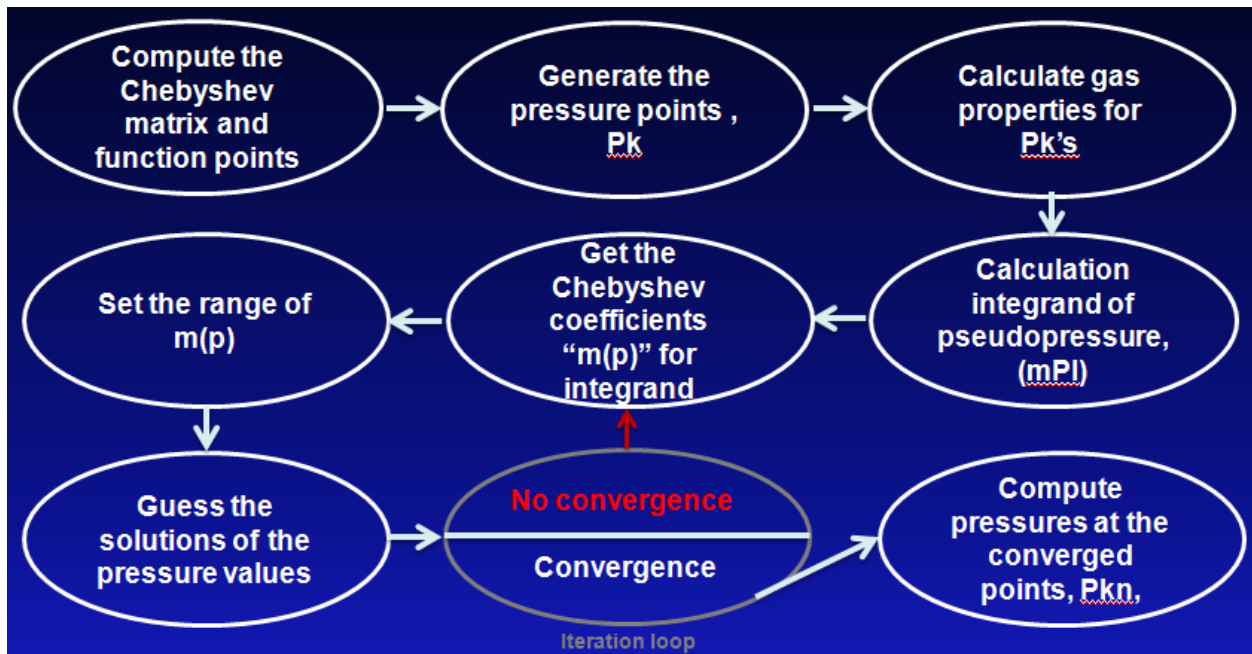 Compute the
Chebyshev
matrix and
function points
Generate the
pressure points ,
Pk
Calculate gas
properties for
Pk's
Calculation
integrand of
pseudopressure,
(mPI)
Get the
Chebyshev
coefficients
“m(p)” for
integrand
Set the range of
m(p)
Guess the
solutions of the
pressure values
No convergence
Convergence
Iteration loop
Compute
pressures at the
converged
points, Pkn,